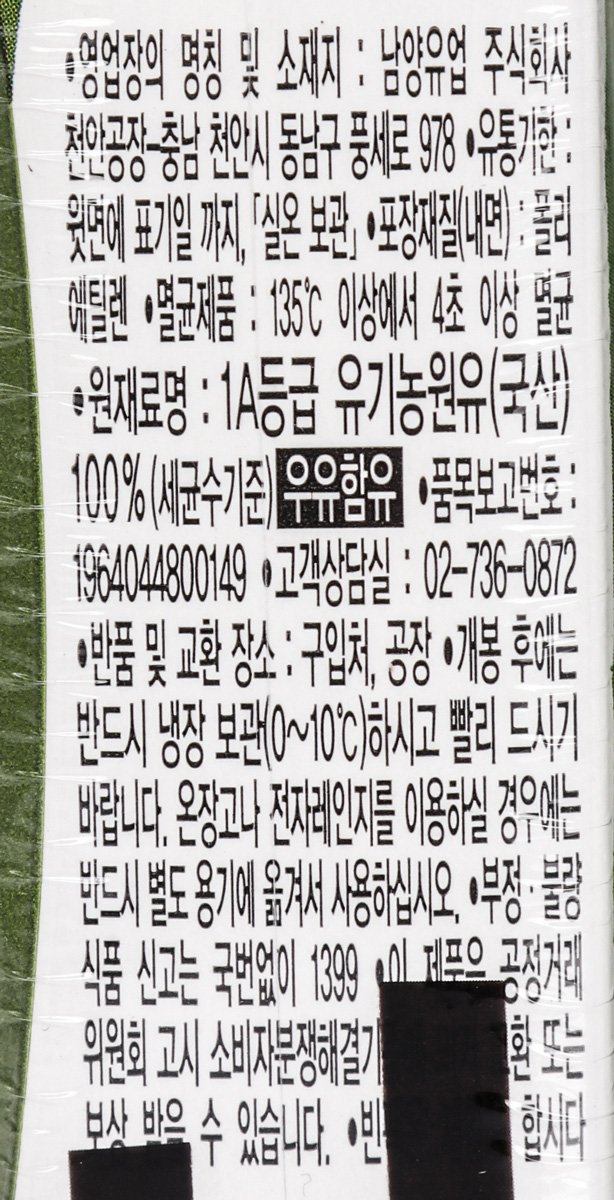 •영업장의 명칭 및 소재지 : 남양유업 주식회사
천안공장-충남 천안시 동남구 풍세로 978 •유통기한 :
윗면에 표기일 까지, 「실온 보관」 •포장재질(내면) : 폴리
에틸렌 •멸균제품 : 135℃ 이상에서 4초 이상 멸균
•원재료명 : 1A등급 유기농원유(국산)
100%(세균수기준) 우유함유 •품목보고번호 :
1964044800149 •고객상담실 : 02-736-0872
•반품 및 교환 장소 : 구입처, 공장 •개봉 후에는
반드시 냉장 보관(0~10℃)하시고 빨리 드시기
바랍니다. 온장고나 전자레인지를 이용하실 경우에는
반드시 별도 용기에 옮겨서 사용하십시오. •부정·불량
식품 신고는 국번없이 1399 •이 제품은 공정거래
위원회 고시 소비자분쟁해결기 환 또는
보상 받을 수 있습니다. •빈 합시다